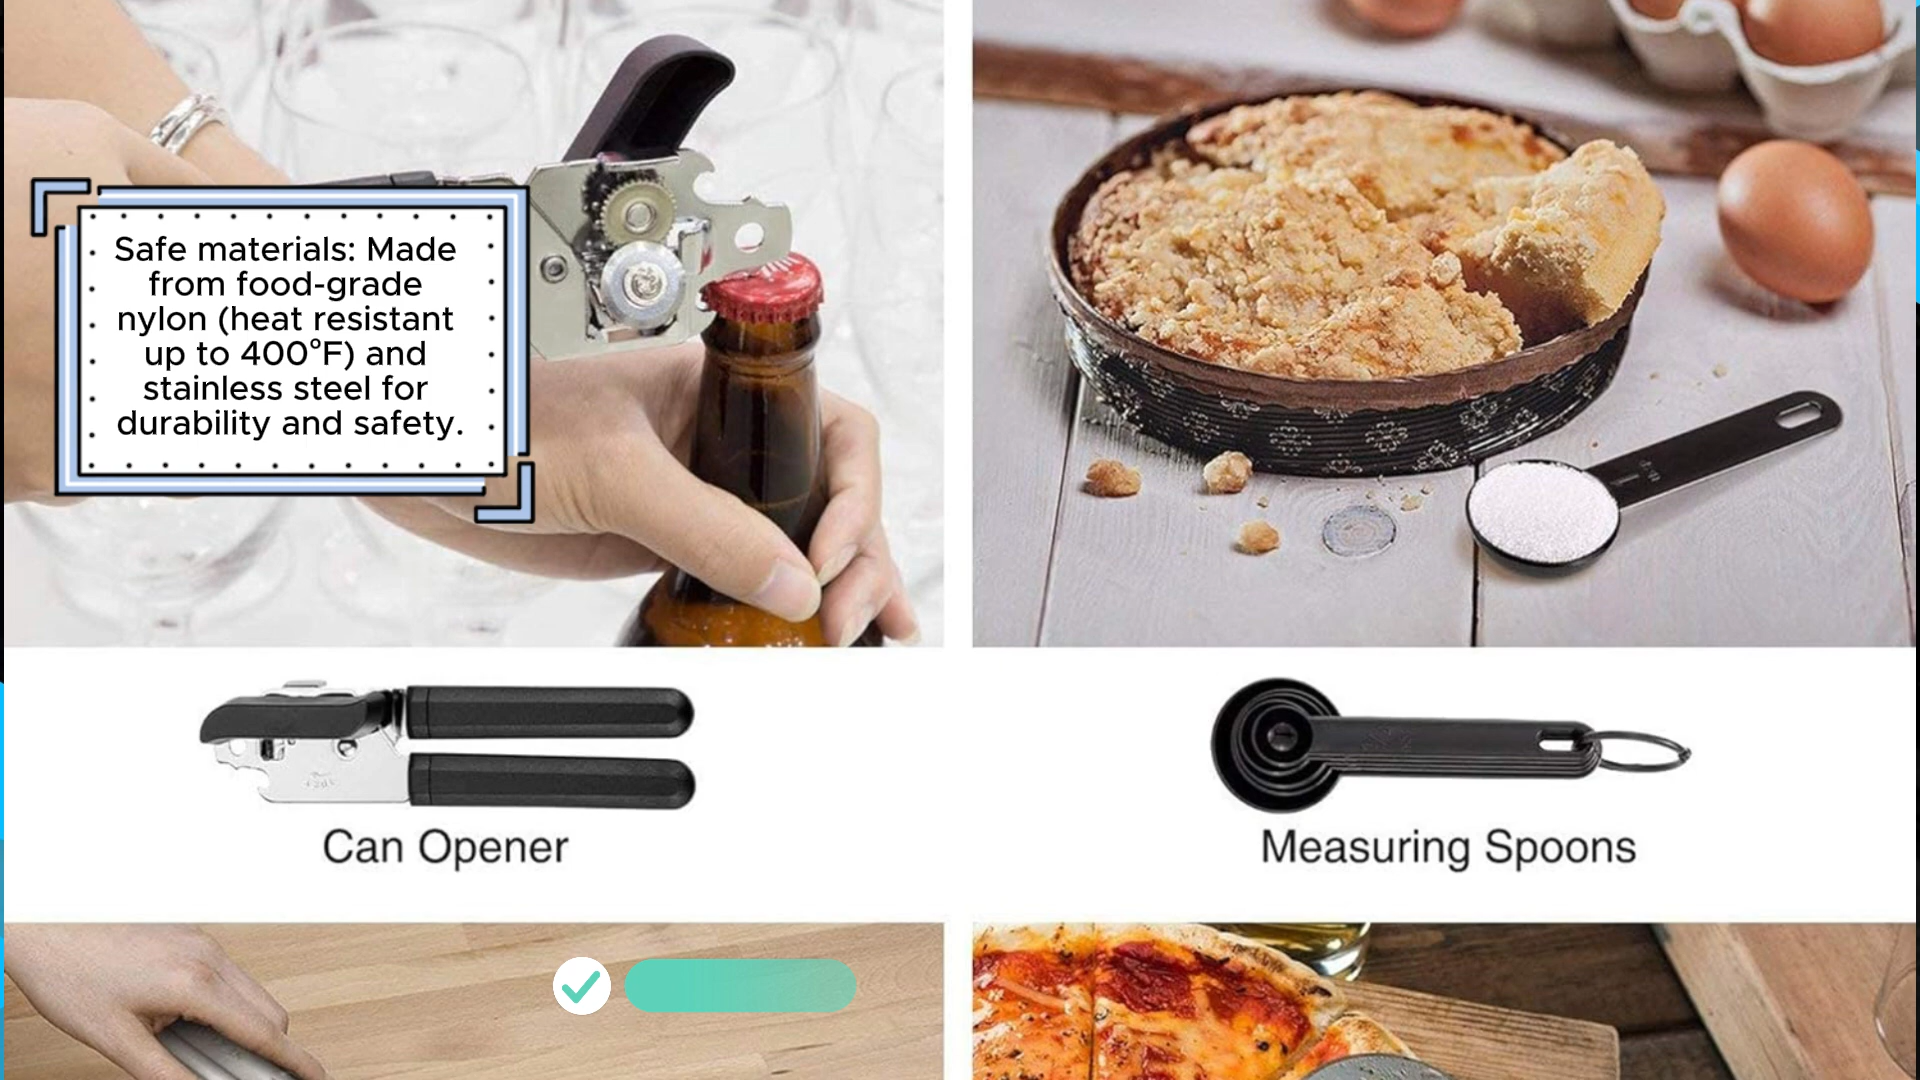 Safe materials: Made
from food-grade
nylon (heat resistant
up to 400°F) and
stainless steel for
durability and safety.
Can Opener
Measuring Spoons